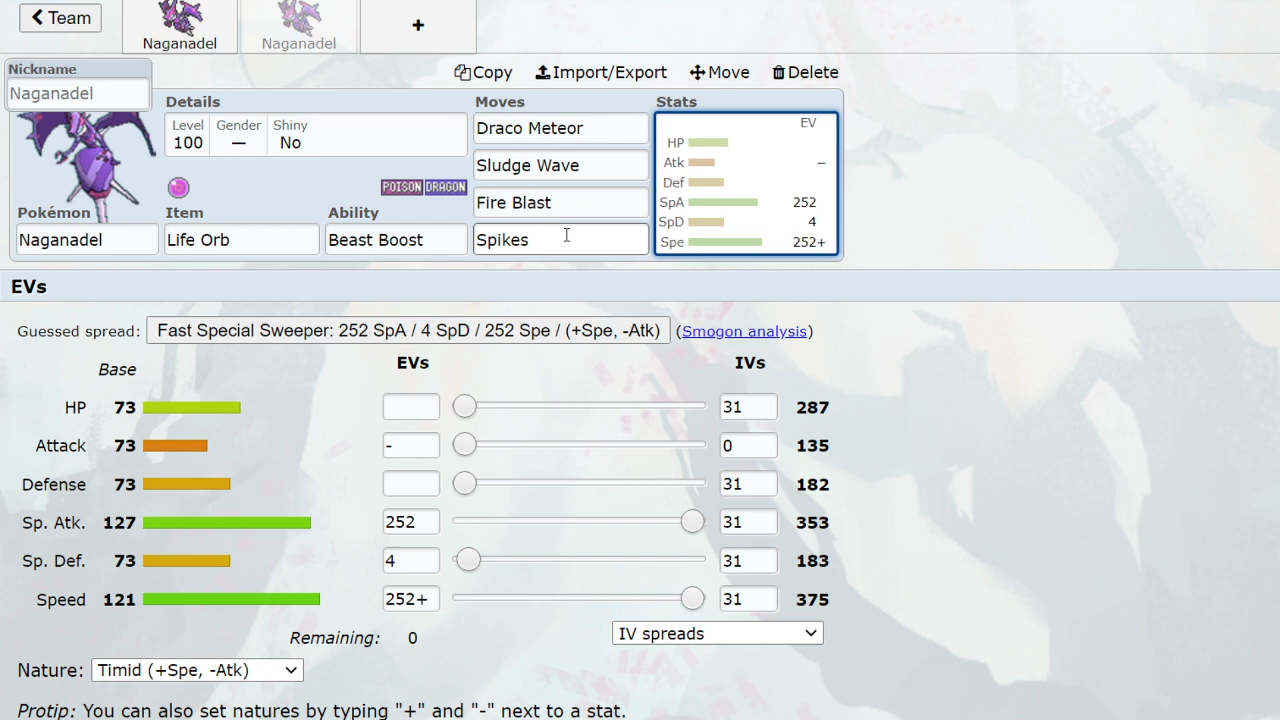 Team
Naganadel
Naganadel
+
Nickname
Naganadel
Copy
Import/Export
Move
Delete
Details
Level
100
Gender
—
Shiny
No
POISON DRAGON
Pokémon
Naganadel
Item
Life Orb
Ability
Beast Boost
Moves
Draco Meteor
Sludge Wave
Fire Blast
Spikes
Stats
EV
HP
Atk –
Def
SpA 252
SpD 4
Spe 252+
EVs
Guessed spread: Fast Special Sweeper: 252 SpA / 4 SpD / 252 Spe / (+Spe, -Atk) (Smogon analysis)
Base EVs IVs
HP 73 31 287
Attack 73 - 0 135
Defense 73 31 182
Sp. Atk. 127 252 31 353
Sp. Def. 73 4 31 183
Speed 121 252+ 31 375
Remaining: 0 IV spreads
Nature: Timid (+Spe, -Atk)
Protip: You can also set natures by typing "+" and "-" next to a stat.